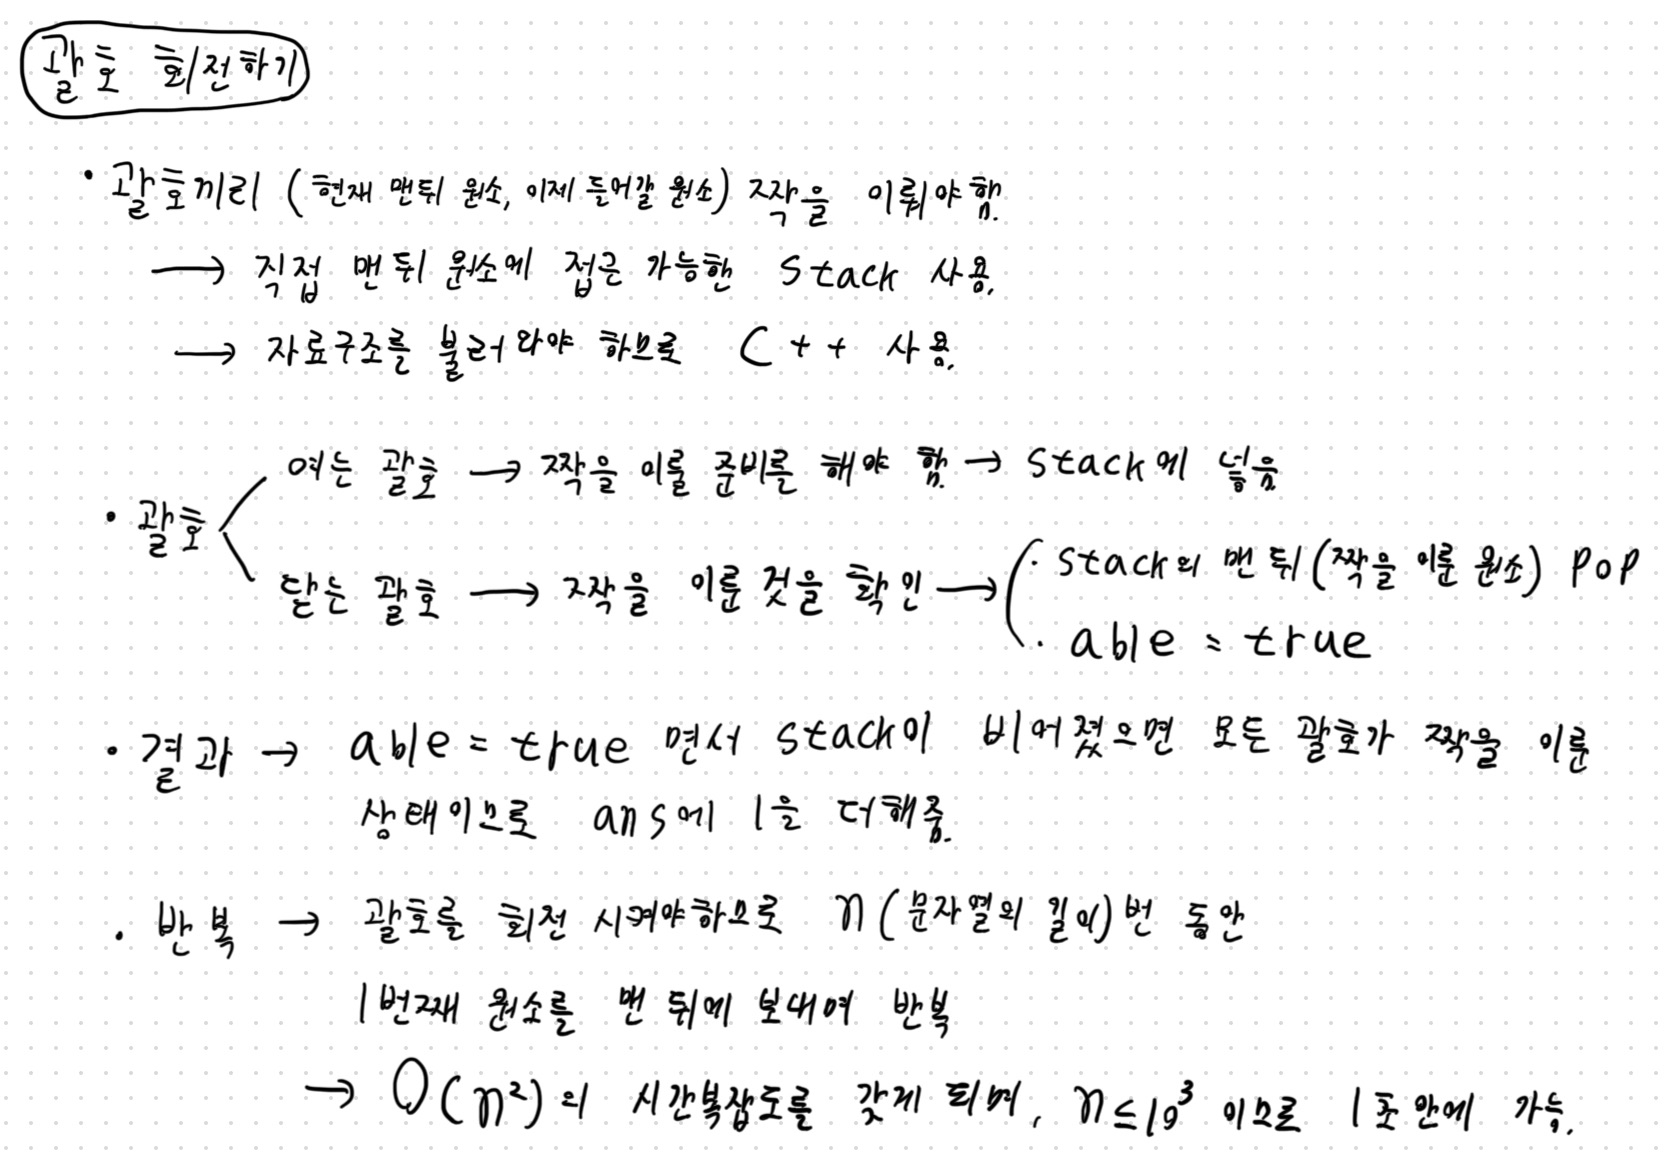 괄호 회전하기
· 괄호끼리 (현재 맨뒤 원소, 이제 들어갈 원소) 짝을 이뤄야 함.
→ 직접 맨 뒤 원소에 접근 가능한 stack 사용.
→ 자료구조를 불러와야 하므로 C++ 사용.
여는 괄호 → 짝을 이룰 준비를 해야 함. → stack에 넣음
· 괄호
닫는 괄호 → 짝을 이룬 것을 확인 → · stack의 맨 뒤(짝을 이룬 원소) pop
· able = true
· 결과 → able = true 면서 stack이 비어졌으면 모든 괄호가 짝을 이룬
상태이므로 ans에 1을 더해줌.
· 반복 → 괄호를 회전 시켜야하므로 n(문자열의 길이)번 동안
1번째 원소를 맨 뒤에 보내며 반복
→ O(n²)의 시간복잡도를 갖게 되며, n≤10³ 이므로 1초 안에 가능.